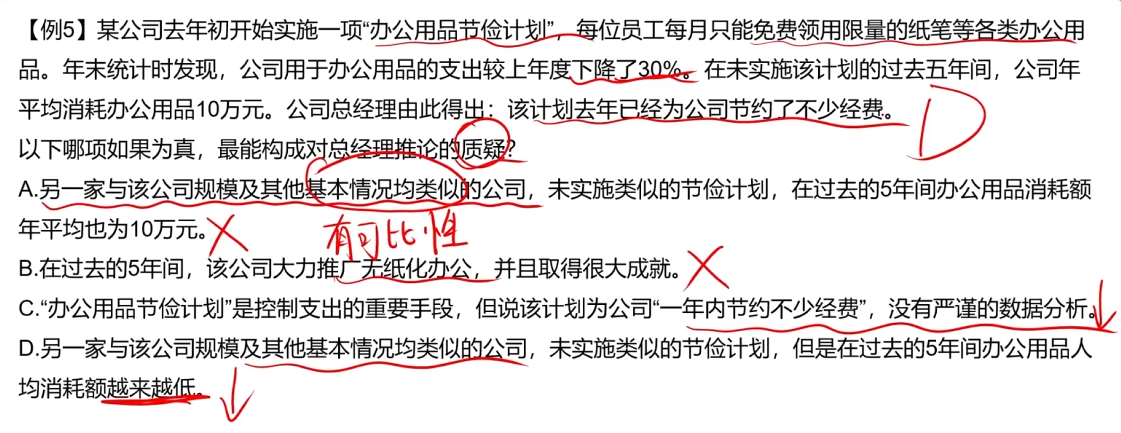 【例5】某公司去年初开始实施一项“办公用品节俭计划”，每位员工每月只能免费领用限量的纸笔等各类办公用
品。年末统计时发现，公司用于办公用品的支出较上年度下降了30%。在未实施该计划的过去五年间，公司年
平均消耗办公用品10万元。公司总经理由此得出：该计划去年已经为公司节约了不少经费。
D
以下哪项如果为真，最能构成对总经理推论的质疑？
A.另一家与该公司规模及其他基本情况均类似的公司，未实施类似的节俭计划，在过去的5年间办公用品消耗额
年平均也为10万元。
有可比性
B.在过去的5年间，该公司大力推广无纸化办公，并且取得很大成就。
C.“办公用品节俭计划”是控制支出的重要手段，但说该计划为公司“一年内节约不少经费”，没有严谨的数据分析。
D.另一家与该公司规模及其他基本情况均类似的公司，未实施类似的节俭计划，但是在过去的5年间办公用品人
均消耗额越来越低。